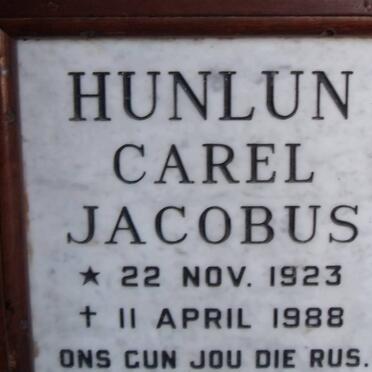 HUNLUN
CAREL
JACOBUS
★ 22 NOV. 1923
✝ 11 APRIL 1988
ONS GUN JOU DIE RUS.